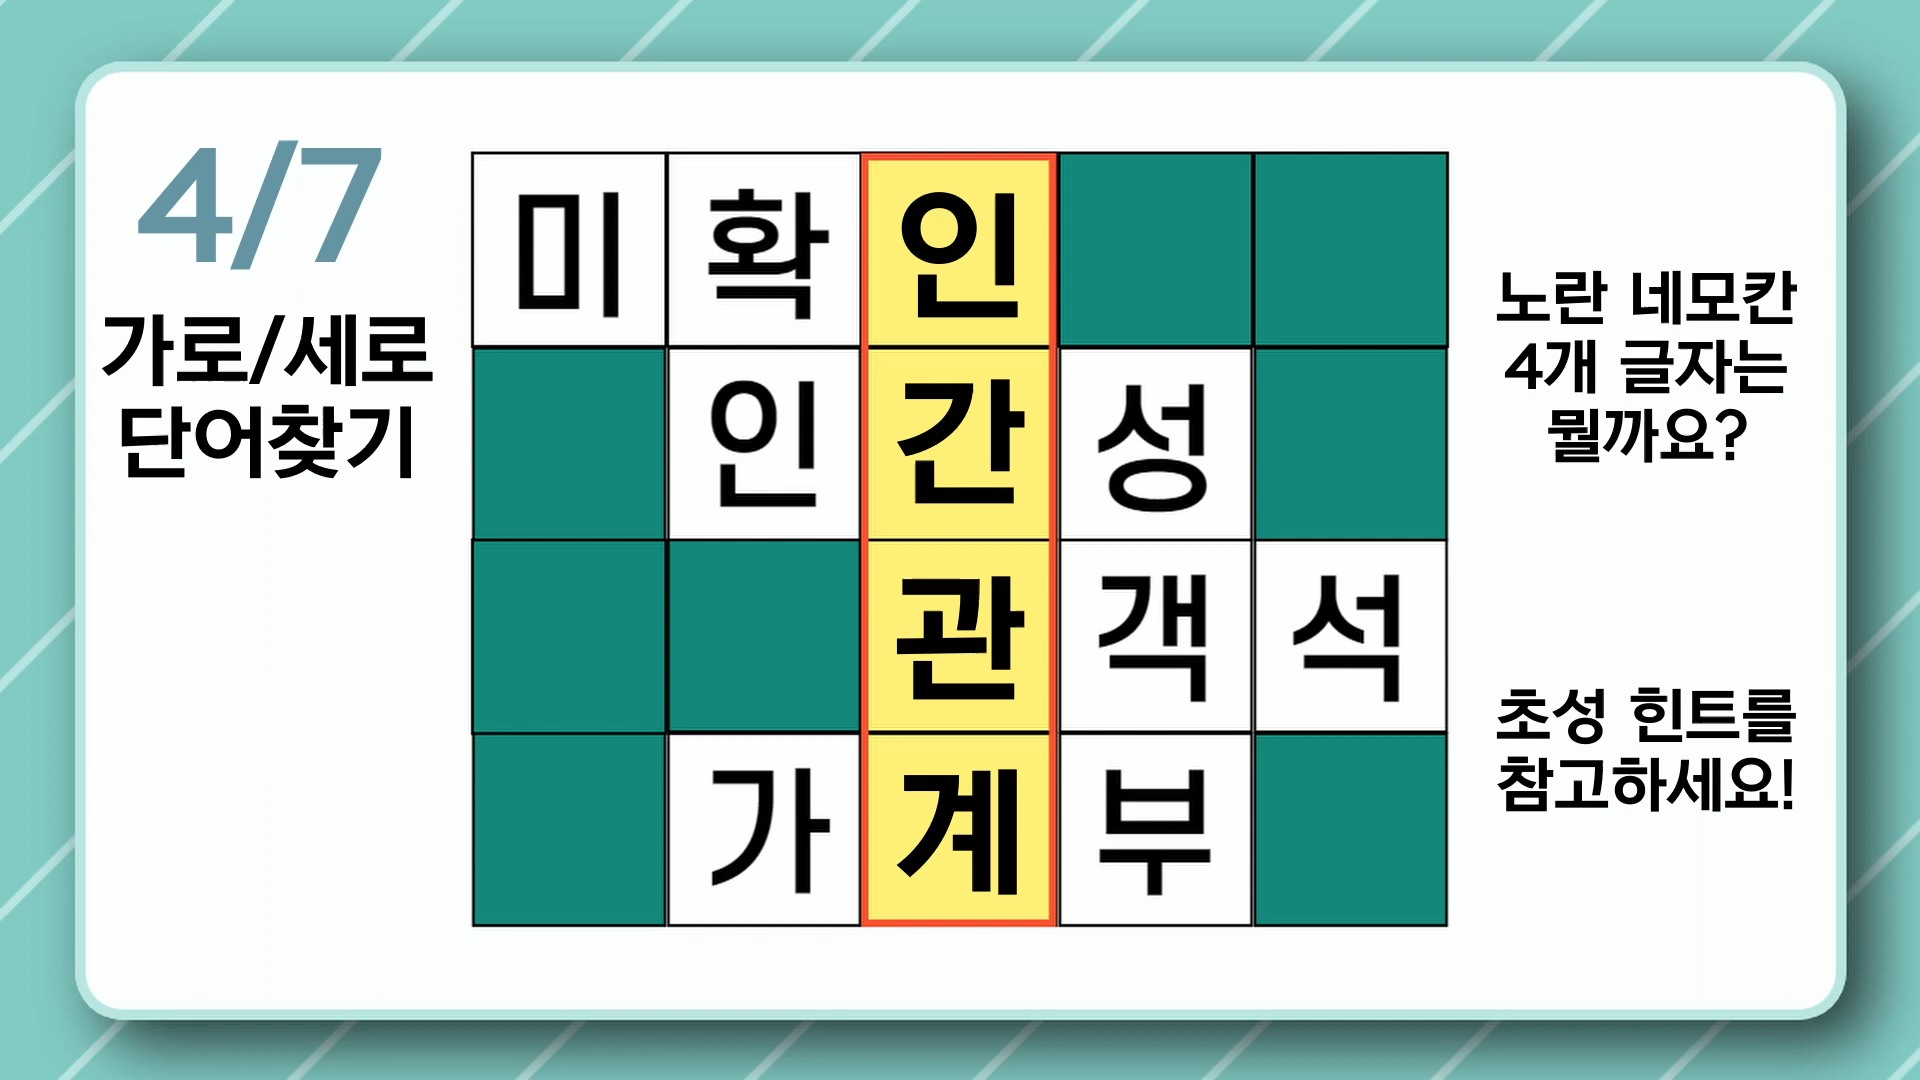 4/7
가로/세로
단어찾기
미 확 인
인 간 성
관 객 석
가 계 부
노란 네모칸
4개 글자는
뭘까요?
초성 힌트를
참고하세요!